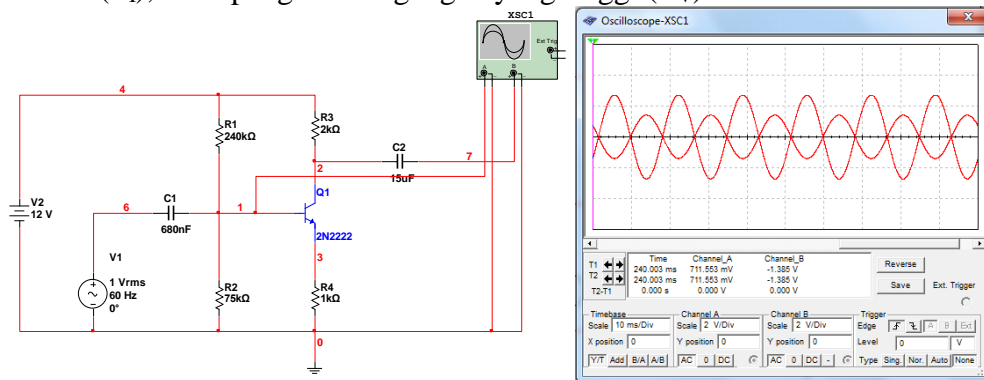 XSC1
Ext Trig
A
B
4
R1
240kΩ
R3
2kΩ
C2
7
15uF
2
Q1
V2
12 V
6
C1
1
680nF
2N2222
V1
3
1 Vrms
60 Hz
0°
R2
75kΩ
R4
1kΩ
0
Oscilloscope-XSC1
Time Channel_A Channel_B
T1 240.003 ms 711.553 mV -1.385 V
T2 240.003 ms 711.553 mV -1.385 V
T2-T1 0.000 s 0.000 V 0.000 V
Reverse
Save
Ext. Trigger
Timebase
Scale 10 ms/Div
X position 0
Y/T Add B/A A/B
Channel A
Scale 2 V/Div
Y position 0
AC 0 DC
Channel B
Scale 2 V/Div
Y position 0
AC 0 DC -
Trigger
Edge A B Ext
Level 0 V
Type Sing. Nor. Auto None